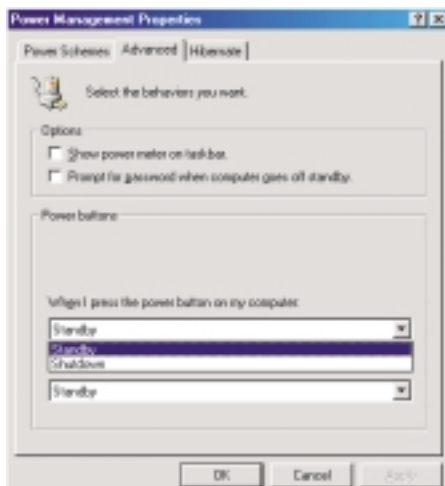 Power Management Properties
Power Schemes Advanced Hibernate
Select the behaviors you want.
Options
Show power meter on taskbar.
Prompt for password when computer goes off standby.
Power buttons
When I press the power button on my computer:
Standby
Standby
Shutdown
Standby
OK Cancel Apply